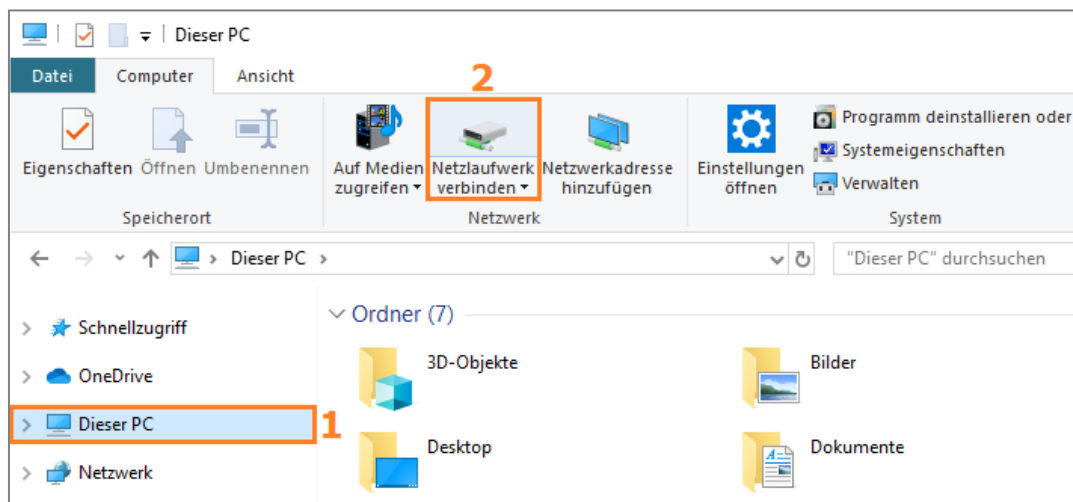 Dieser PC
Datei Computer Ansicht
2
Eigenschaften Öffnen Umbenennen
Auf Medien
zugreifen
Netzlaufwerk
verbinden
Netzwerkadresse
hinzufügen
Einstellungen
öffnen
Programm deinstallieren oder
Systemeigenschaften
Verwalten
Speicherort
Netzwerk
System
Dieser PC
"Dieser PC" durchsuchen
Schnellzugriff
OneDrive
Dieser PC
1
Netzwerk
Ordner (7)
3D-Objekte
Bilder
Desktop
Dokumente